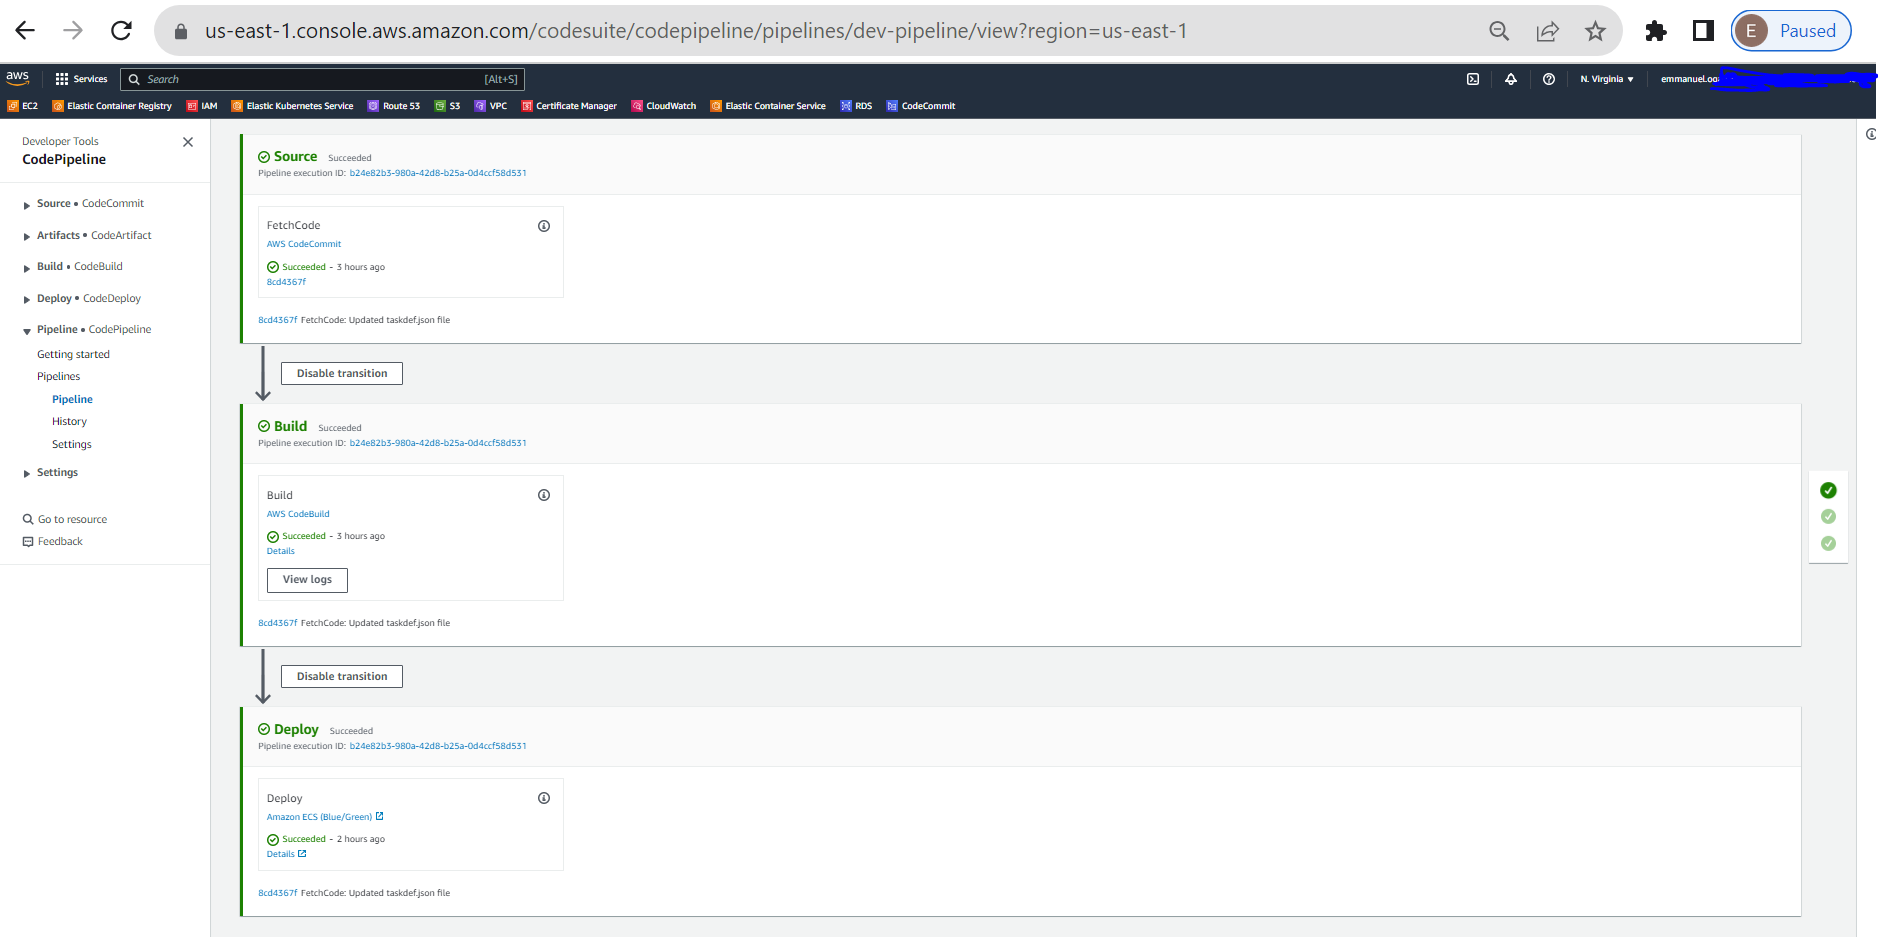 us-east-1.console.aws.amazon.com/codesuite/codepipeline/pipelines/dev-pipeline/view?region=us-east-1
E Paused
aws Services Search [Alt+S] N. Virginia
EC2 Elastic Container Registry IAM Elastic Kubernetes Service Route 53 S3 VPC Certificate Manager CloudWatch Elastic Container Service RDS CodeCommit
Developer Tools
CodePipeline
Source • CodeCommit
Artifacts • CodeArtifact
Build • CodeBuild
Deploy • CodeDeploy
Pipeline • CodePipeline
Getting started
Pipelines
Pipeline
History
Settings
Settings
Go to resource
Feedback
Source Succeeded
Pipeline execution ID: b24e82b3-980a-42d8-b25a-0d4ccf58d531
FetchCode
AWS CodeCommit
Succeeded - 3 hours ago
8cd4367f
8cd4367f FetchCode: Updated taskdef.json file
Disable transition
Build Succeeded
Pipeline execution ID: b24e82b3-980a-42d8-b25a-0d4ccf58d531
Build
AWS CodeBuild
Succeeded - 3 hours ago
Details
View logs
8cd4367f FetchCode: Updated taskdef.json file
Disable transition
Deploy Succeeded
Pipeline execution ID: b24e82b3-980a-42d8-b25a-0d4ccf58d531
Deploy
Amazon ECS (Blue/Green)
Succeeded - 2 hours ago
Details
8cd4367f FetchCode: Updated taskdef.json file